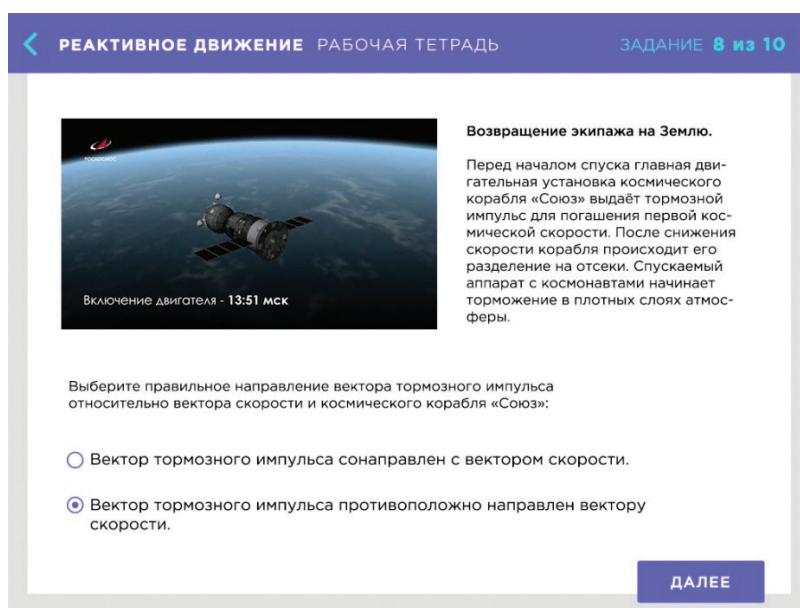 РЕАКТИВНОЕ ДВИЖЕНИЕ РАБОЧАЯ ТЕТРАДЬ ЗАДАНИЕ 8 из 10
РОСКОСМОС
Включение двигателя - 13:51 мск
Возвращение экипажа на Землю.
Перед началом спуска главная дви-
гательная установка космического
корабля «Союз» выдаёт тормозной
импульс для погашения первой кос-
мической скорости. После снижения
скорости корабля происходит его
разделение на отсеки. Спускаемый
аппарат с космонавтами начинает
торможение в плотных слоях атмос-
феры.
Выберите правильное направление вектора тормозного импульса
относительно вектора скорости и космического корабля «Союз»:
Вектор тормозного импульса сонаправлен с вектором скорости.
Вектор тормозного импульса противоположно направлен вектору
скорости.
ДАЛЕЕ